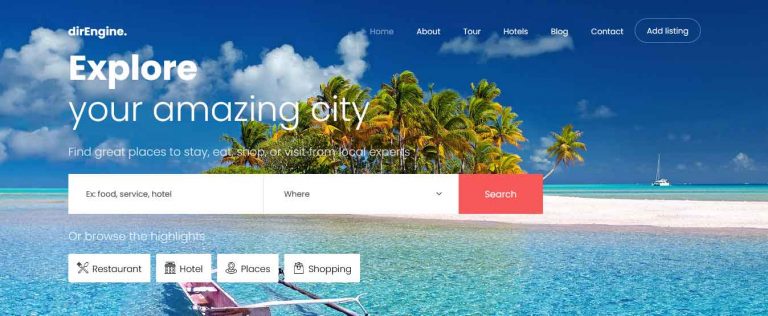 dirEngine.
Home About Tour Hotels Blog Contact Add listing
Explore
your amazing city
Find great places to stay, eat, shop, or visit from local experts
Ex: food, service, hotel Where Search
Or browse the highlights
Restaurant Hotel Places Shopping